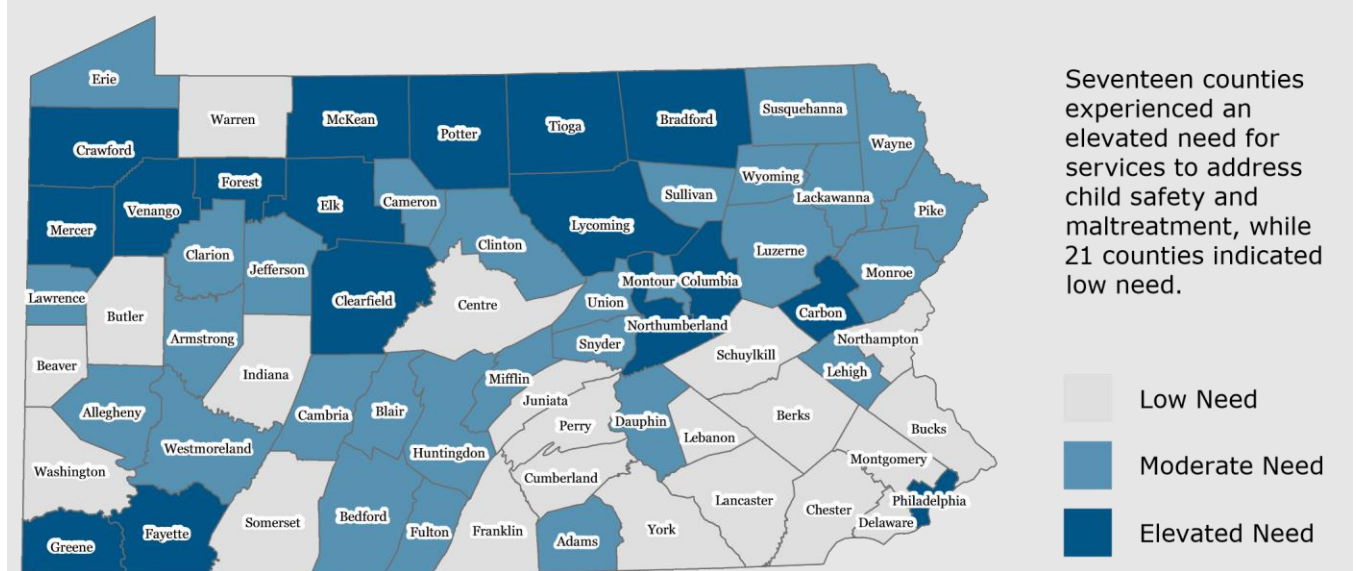 Erie
Warren
McKean
Potter
Tioga
Bradford
Susquehanna
Wayne
Crawford
Forest
Elk
Cameron
Sullivan
Wyoming
Lackawanna
Pike
Mercer
Venango
Clarion
Jefferson
Clinton
Lycoming
Luzerne
Monroe
Lawrence
Butler
Armstrong
Clearfield
Centre
Union
Montour
Columbia
Carbon
Northumberland
Snyder
Schuylkill
Northampton
Beaver
Indiana
Mifflin
Lehigh
Allegheny
Cambria
Blair
Juniata
Perry
Dauphin
Lebanon
Berks
Bucks
Westmoreland
Huntingdon
Washington
Cumberland
Montgomery
Lancaster
Philadelphia
Greene
Fayette
Somerset
Bedford
Fulton
Franklin
Adams
York
Chester
Delaware
Seventeen counties
experienced an
elevated need for
services to address
child safety and
maltreatment, while
21 counties indicated
low need.
Low Need
Moderate Need
Elevated Need